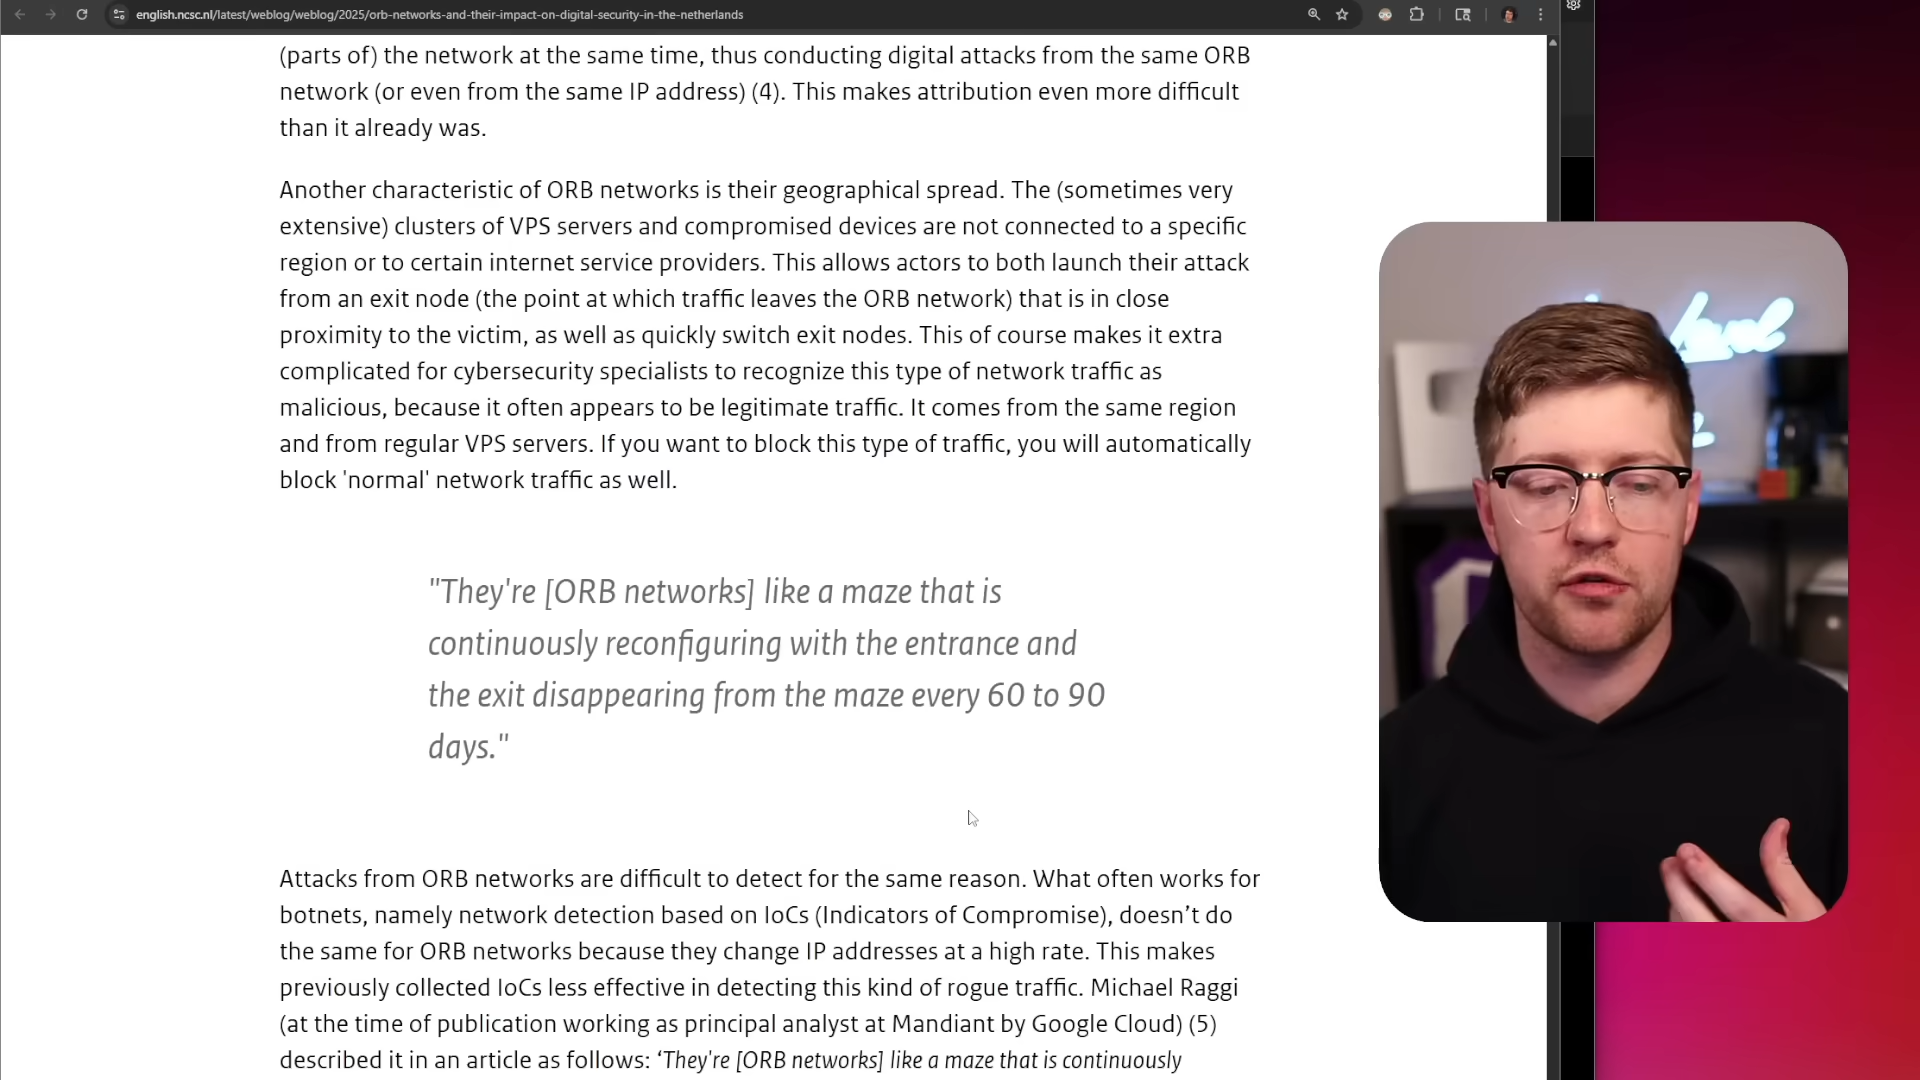 english.ncsc.nl/latest/weblog/weblog/2025/orb-networks-and-their-impact-on-digital-security-in-the-netherlands
(parts of) the network at the same time, thus conducting digital attacks from the same ORB
network (or even from the same IP address) (4). This makes attribution even more difficult
than it already was.
Another characteristic of ORB networks is their geographical spread. The (sometimes very
extensive) clusters of VPS servers and compromised devices are not connected to a specific
region or to certain internet service providers. This allows actors to both launch their attack
from an exit node (the point at which traffic leaves the ORB network) that is in close
proximity to the victim, as well as quickly switch exit nodes. This of course makes it extra
complicated for cybersecurity specialists to recognize this type of network traffic as
malicious, because it often appears to be legitimate traffic. It comes from the same region
and from regular VPS servers. If you want to block this type of traffic, you will automatically
block 'normal' network traffic as well.
"They're [ORB networks] like a maze that is
continuously reconfiguring with the entrance and
the exit disappearing from the maze every 60 to 90
days."
Attacks from ORB networks are difficult to detect for the same reason. What often works for
botnets, namely network detection based on IoCs (Indicators of Compromise), doesn’t do
the same for ORB networks because they change IP addresses at a high rate. This makes
previously collected IoCs less effective in detecting this kind of rogue traffic. Michael Raggi
(at the time of publication working as principal analyst at Mandiant by Google Cloud) (5)
described it in an article as follows: ‘They're [ORB networks] like a maze that is continuously